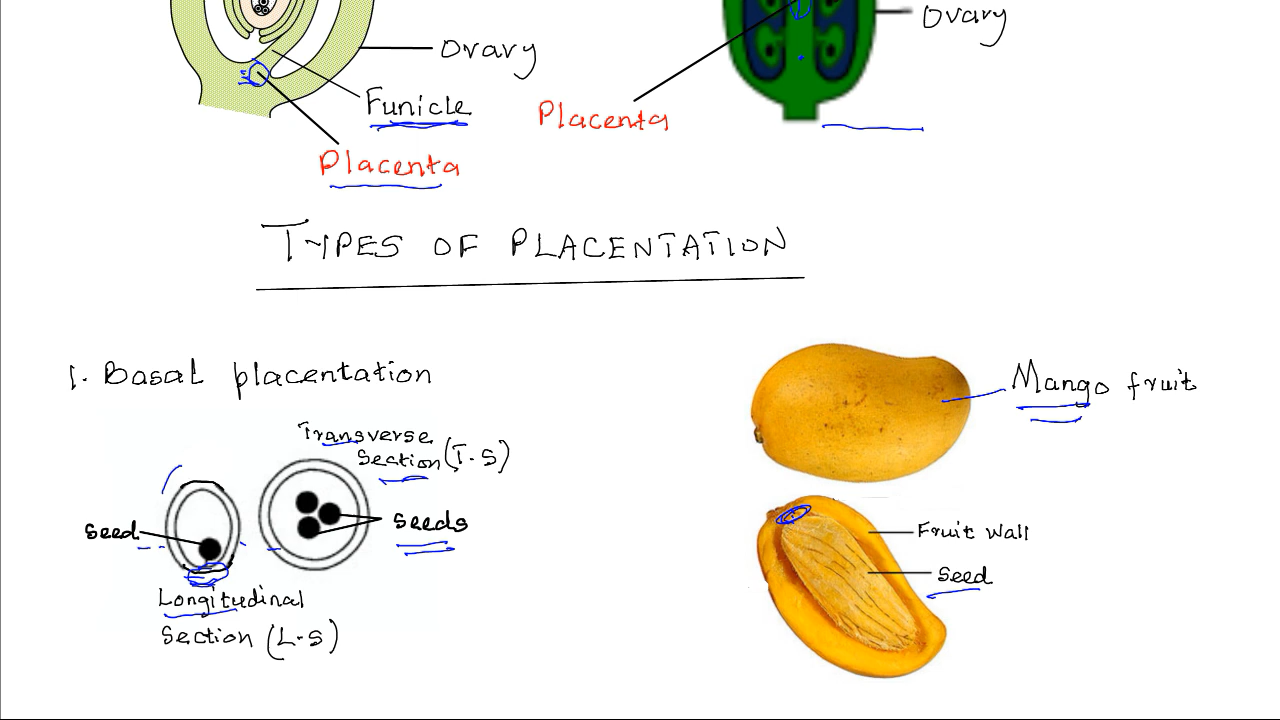 Ovary
Ovary
Funicle
Placenta
Placenta
TYPES OF PLACENTATION
1. Basal placentation
Mango fruit
Transverse
Section (T.S)
Seed
Seeds
Longitudinal
Section (L.S)
Fruit wall
Seed